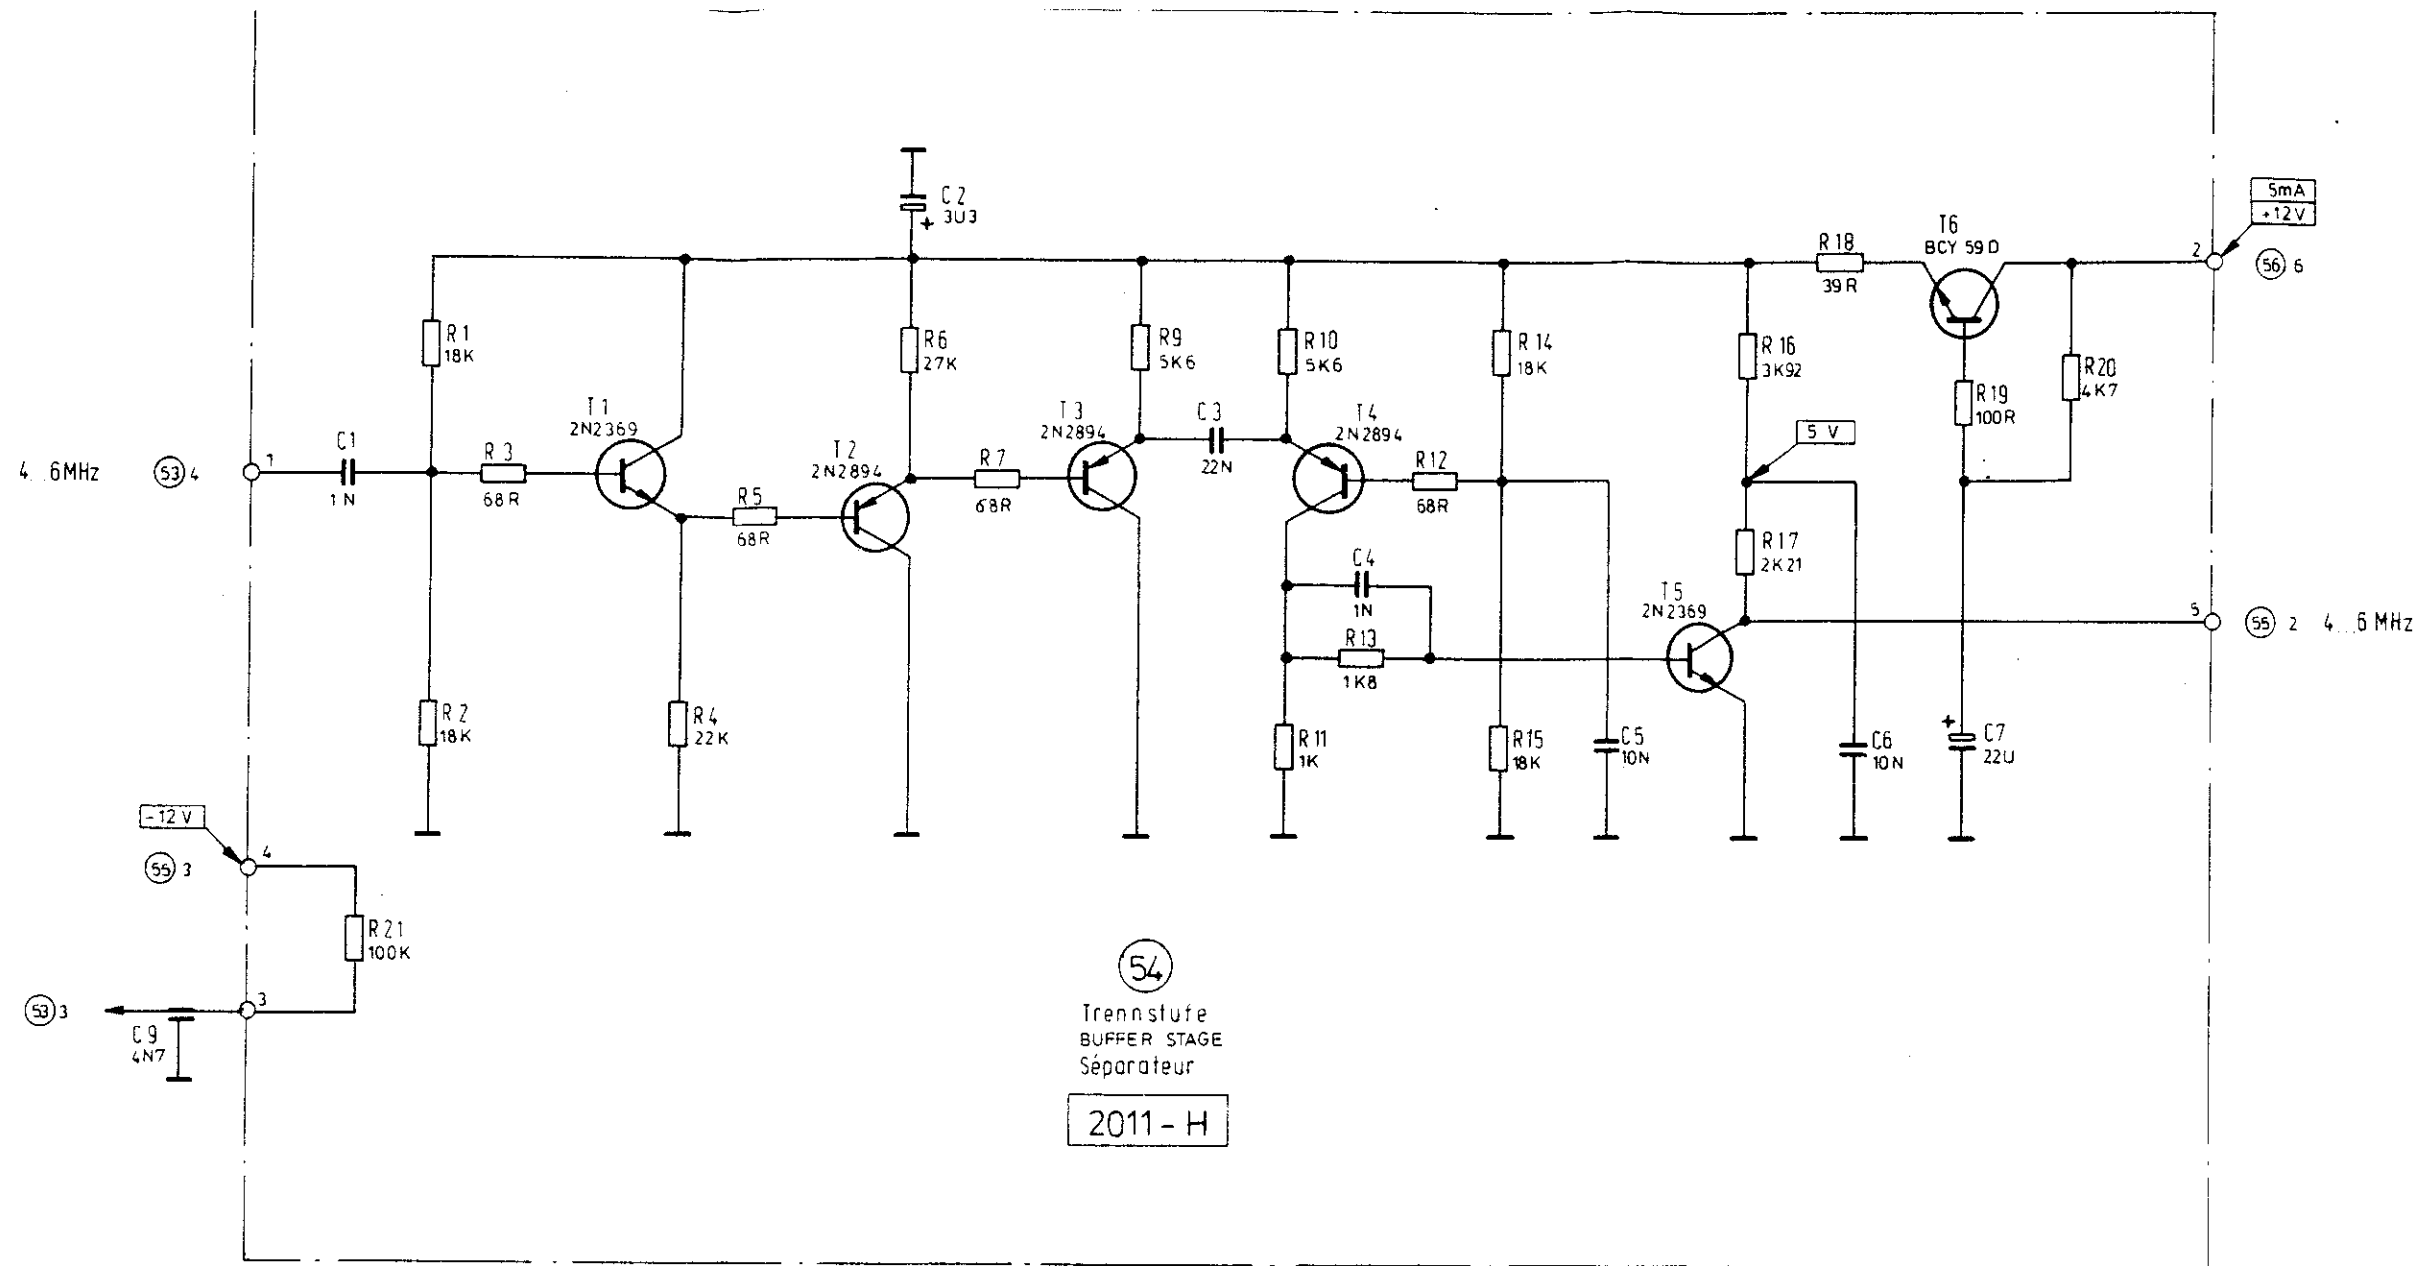 5mA
+12V
C2
3U3
T6
BCY 59D
R18
39R
2
56 6
R1
18K
R6
27K
R9
5K6
R10
5K6
R14
18K
R16
3K92
R20
4K7
R19
100R
T1
2N2369
T2
2N2894
T3
2N2894
C3
22N
T4
2N2894
5 V
4...6MHz
53 4
1
C1
1N
R3
68R
R5
68R
R7
68R
R12
68R
R17
2K21
C4
1N
R13
1K8
T5
2N2369
5
55 2 4...6 MHz
R2
18K
R4
22K
R11
1K
R15
18K
C5
10N
C6
10N
+
C7
22U
-12V
4
55 3
R21
100K
53 3
3
C9
4N7
54
Trennstufe
BUFFER STAGE
Séparateur
2011-H